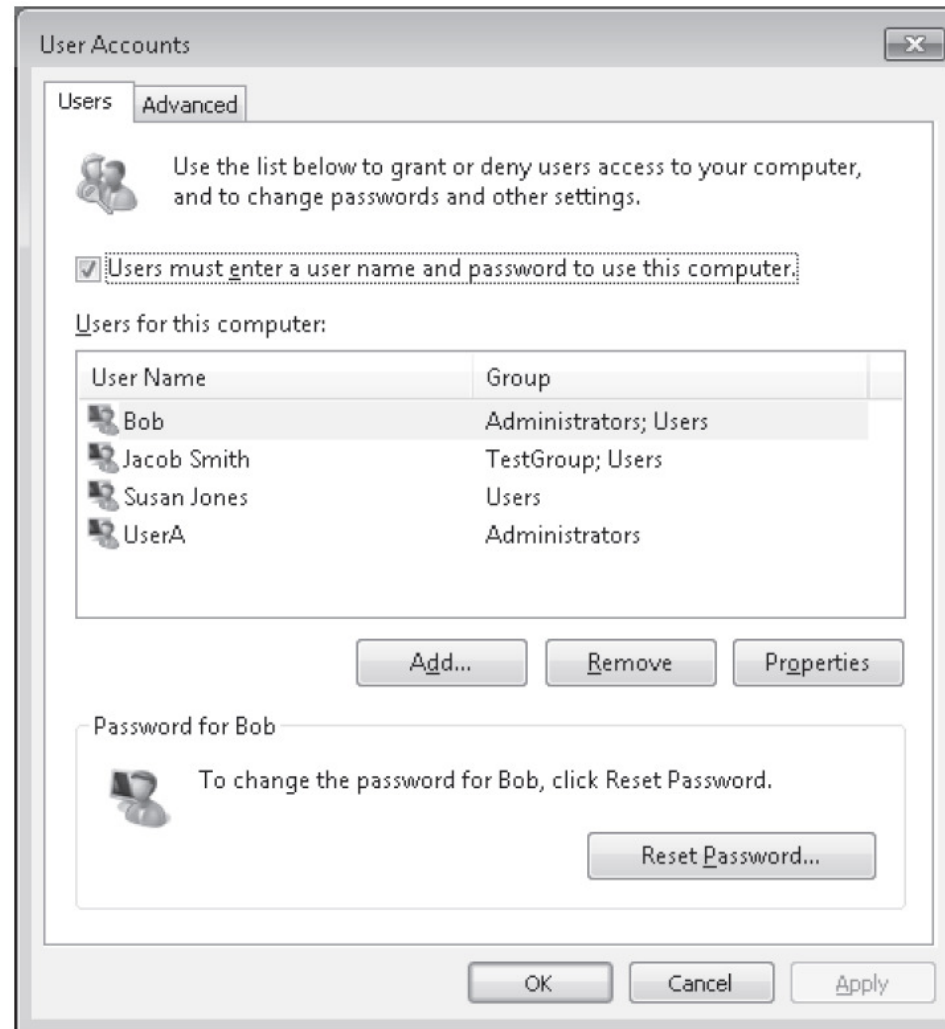 User Accounts
Users
Advanced
Use the list below to grant or deny users access to your computer,
and to change passwords and other settings.
Users must enter a user name and password to use this computer.
Users for this computer:
User Name Group
Bob Administrators; Users
Jacob Smith TestGroup; Users
Susan Jones Users
UserA Administrators
Add... Remove Properties
Password for Bob
To change the password for Bob, click Reset Password.
Reset Password...
OK Cancel Apply